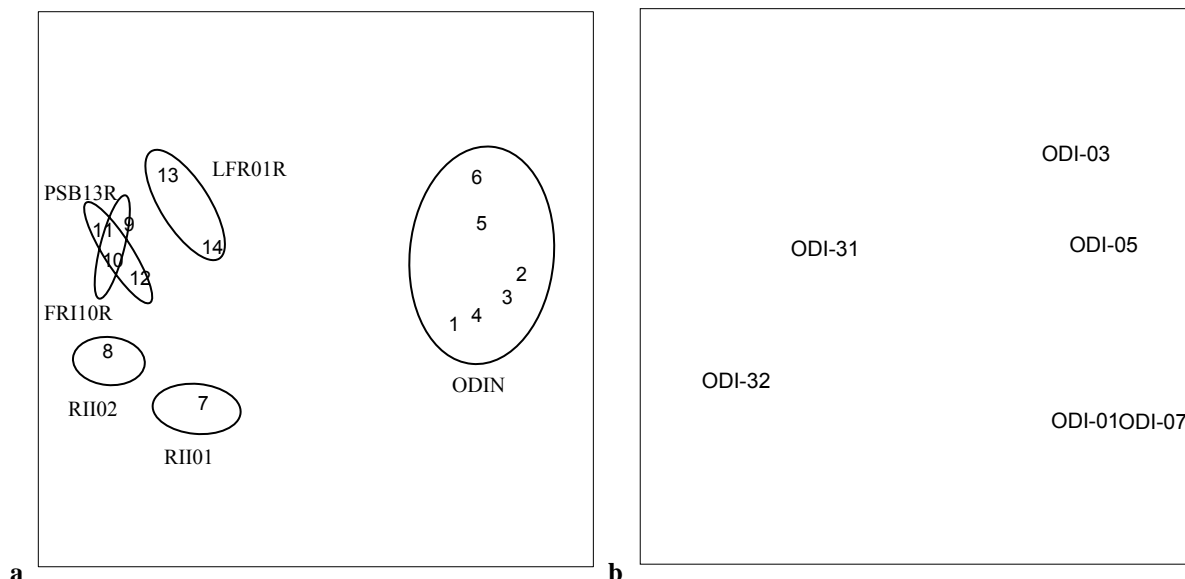 LFR01R
13
PSB13R
11 9
14
10
12
FRI10R
8
RII02
7
RII01
6
5
2
3
4
1
ODIN
a
ODI-03
ODI-31
ODI-05
ODI-32
ODI-01ODI-07
b